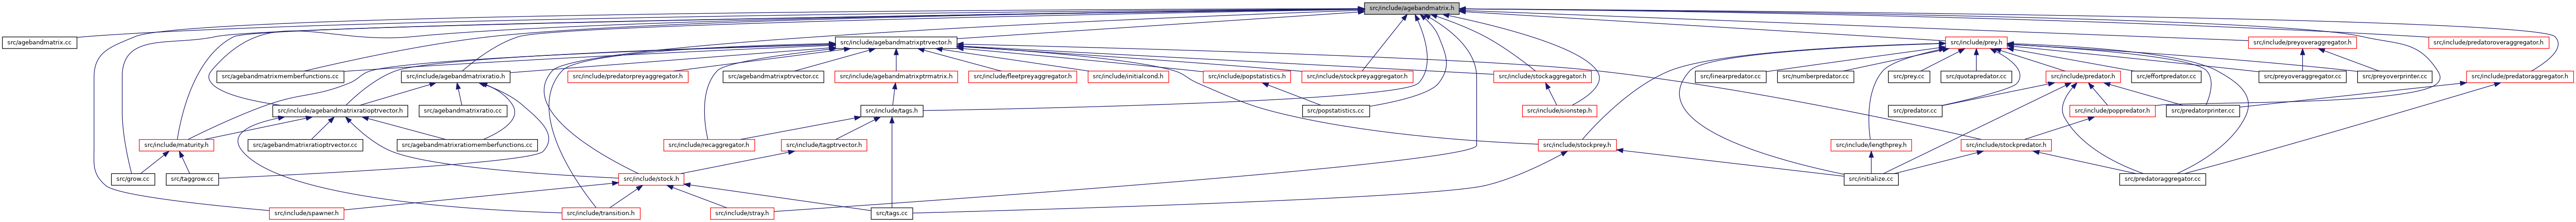 src/include/agebandmatrix.h
src/agebandmatrix.cc
src/include/agebandmatrixptrvector.h
src/include/prey.h
src/include/preyoveraggregator.h
src/include/predatoroveraggregator.h
src/agebandmatrixmemberfunctions.cc
src/include/agebandmatrixratio.h
src/include/predatorpreyaggregator.h
src/agebandmatrixptrvector.cc
src/include/agebandmatrixptrmatrix.h
src/include/fleetpreyaggregator.h
src/include/initialcond.h
src/include/popstatistics.h
src/include/stockpreyaggregator.h
src/include/stockaggregator.h
src/linearpredator.cc
src/numberpredator.cc
src/prey.cc
src/quotapredator.cc
src/include/predator.h
src/effortpredator.cc
src/preyoveraggregator.cc
src/preyoverprinter.cc
src/include/predatoraggregator.h
src/include/agebandmatrixratioptrvector.h
src/agebandmatrixratio.cc
src/include/tags.h
src/popstatistics.cc
src/include/sionstep.h
src/predator.cc
src/include/poppredator.h
src/predatorprinter.cc
src/include/maturity.h
src/agebandmatrixratioptrvector.cc
src/agebandmatrixratiomemberfunctions.cc
src/include/recaggregator.h
src/include/tagptrvector.h
src/include/stockprey.h
src/include/lengthprey.h
src/include/stockpredator.h
src/grow.cc
src/taggrow.cc
src/include/stock.h
src/initialize.cc
src/predatoraggregator.cc
src/include/spawner.h
src/include/transition.h
src/include/stray.h
src/tags.cc